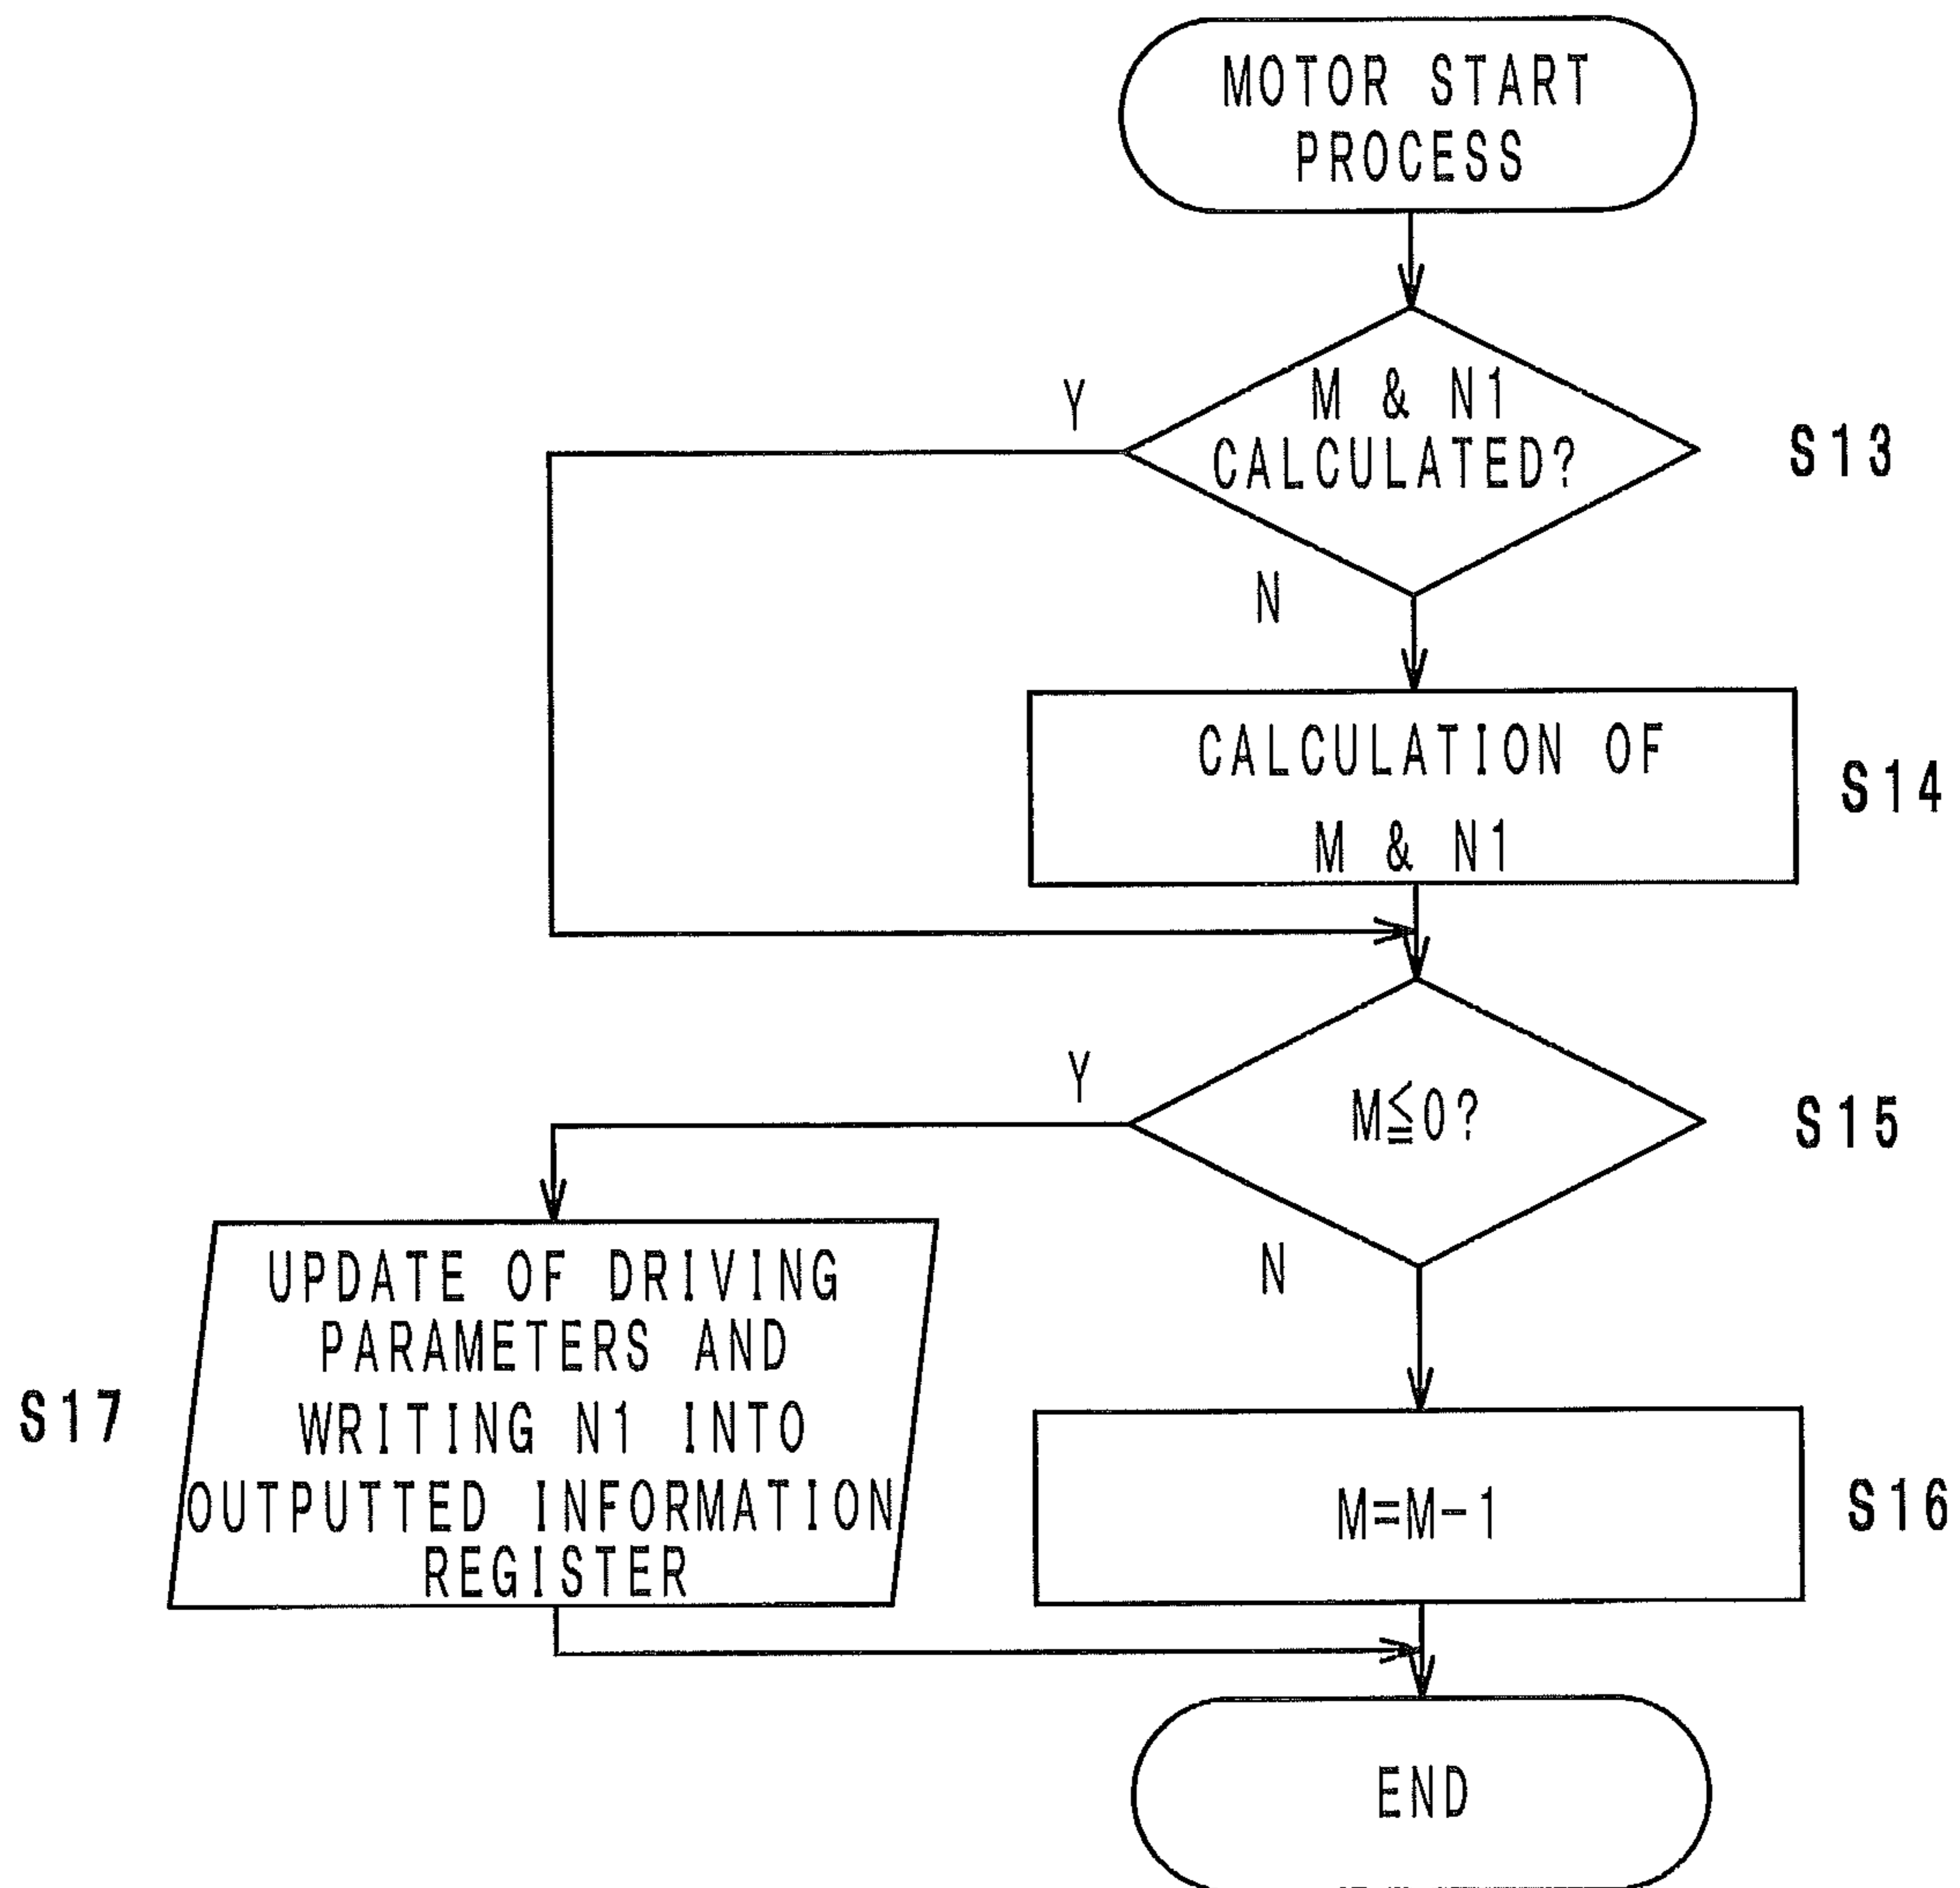 MOTOR START
PROCESS
Y
M & N1
CALCULATED?
S13
N
CALCULATION OF
M & N1
S14
Y
M≦0?
S15
N
UPDATE OF DRIVING
PARAMETERS AND
WRITING N1 INTO
OUTPUTTED INFORMATION
REGISTER
S17
M=M-1
S16
END